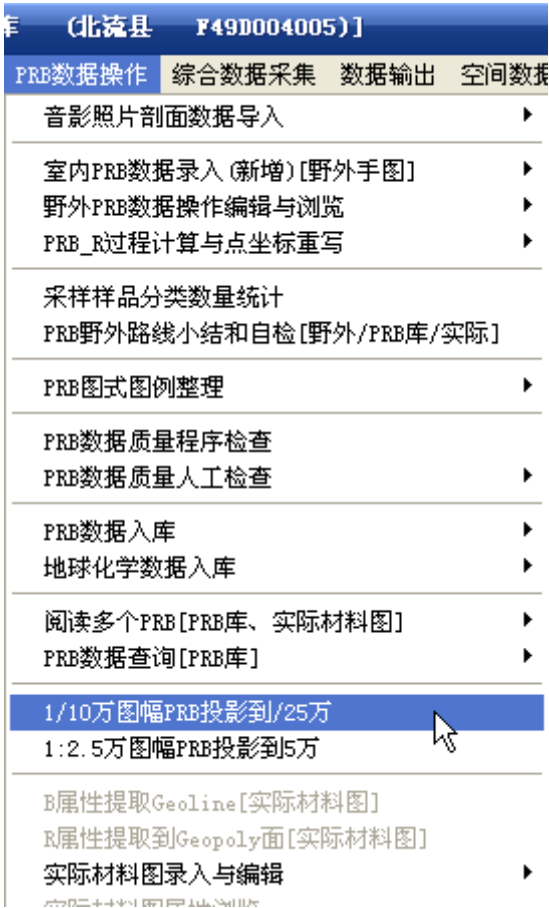 库 (北流县 F49D004005)]
PRB数据操作 综合数据采集 数据输出 空间数据
音影照片剖面数据导入
室内PRB数据录入(新增)[野外手图]
野外PRB数据操作编辑与浏览
PRB_R过程计算与点坐标重写
采样样品分类数量统计
PRB野外路线小结和自检[野外/PRB库/实际]
PRB图式图例整理
PRB数据质量程序检查
PRB数据质量人工检查
PRB数据入库
地球化学数据入库
阅读多个PRB[PRB库、实际材料图]
PRB数据查询[PRB库]
1/10万图幅PRB投影到/25万
1:2.5万图幅PRB投影到5万
B属性提取Geoline[实际材料图]
R属性提取到Geopoly面[实际材料图]
实际材料图录入与编辑
实际材料图属性浏览